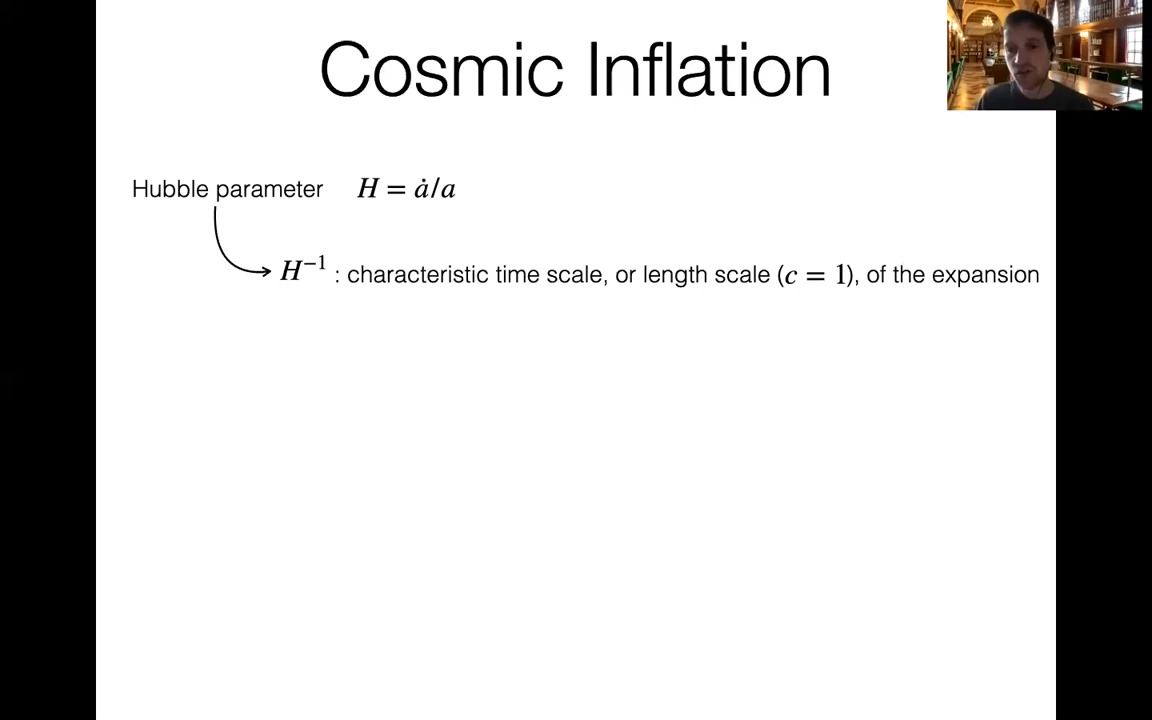 Cosmic Inflation
Hubble parameter H = ȧ/a
H⁻¹ : characteristic time scale, or length scale (c = 1), of the expansion